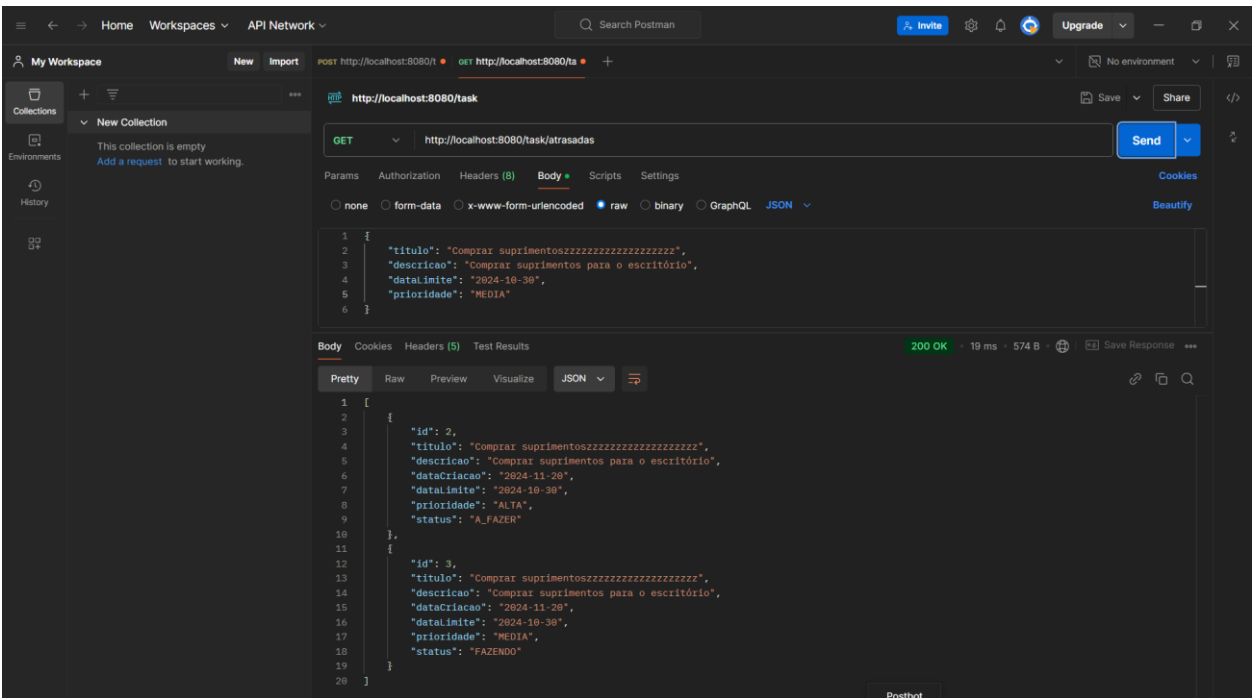 Home Workspaces API Network Search Postman Invite Upgrade
My Workspace New Import POST http://localhost:8080/t GET http://localhost:8080/ta No environment
Collections
Environments
History
New Collection
This collection is empty
Add a request to start working.
HTTP http://localhost:8080/task Save Share
GET http://localhost:8080/task/atrasadas Send
Params Authorization Headers (8) Body Scripts Settings Cookies
none form-data x-www-form-urlencoded raw binary GraphQL JSON Beautify
1 {
2 "titulo": "Comprar suprimentoszzzzzzzzzzzzzzzzzzz",
3 "descricao": "Comprar suprimentos para o escritório",
4 "dataLimite": "2024-10-30",
5 "prioridade": "MEDIA"
6 }
Body Cookies Headers (5) Test Results 200 OK 19 ms 574 B Save Response
Pretty Raw Preview Visualize JSON
1 [
2 {
3 "id": 2,
4 "titulo": "Comprar suprimentoszzzzzzzzzzzzzzzzzzz",
5 "descricao": "Comprar suprimentos para o escritório",
6 "dataCriacao": "2024-11-20",
7 "dataLimite": "2024-10-30",
8 "prioridade": "ALTA",
9 "status": "A_FAZER"
10 },
11 {
12 "id": 3,
13 "titulo": "Comprar suprimentoszzzzzzzzzzzzzzzzzzz",
14 "descricao": "Comprar suprimentos para o escritório",
15 "dataCriacao": "2024-11-20",
16 "dataLimite": "2024-10-30",
17 "prioridade": "MEDIA",
18 "status": "FAZENDO"
19 }
20 ]
Postbot